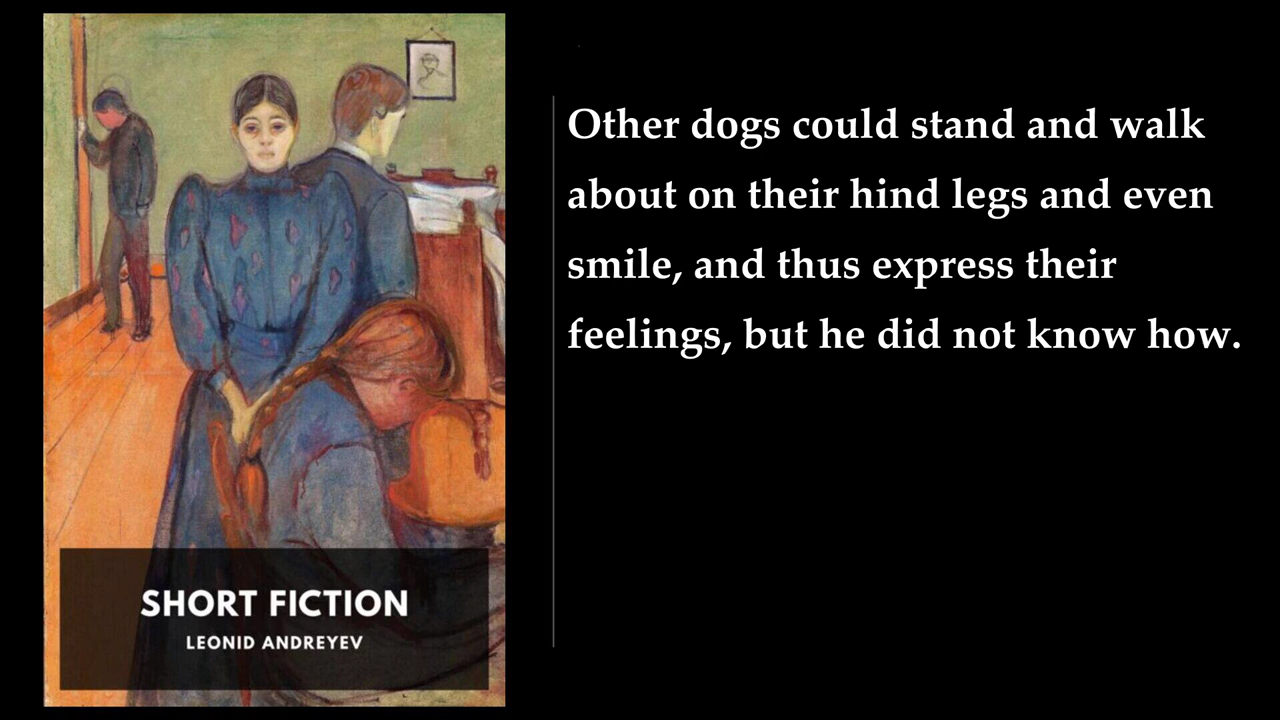 Other dogs could stand and walk
about on their hind legs and even
smile, and thus express their
feelings, but he did not know how.
SHORT FICTION
LEONID ANDREYEV